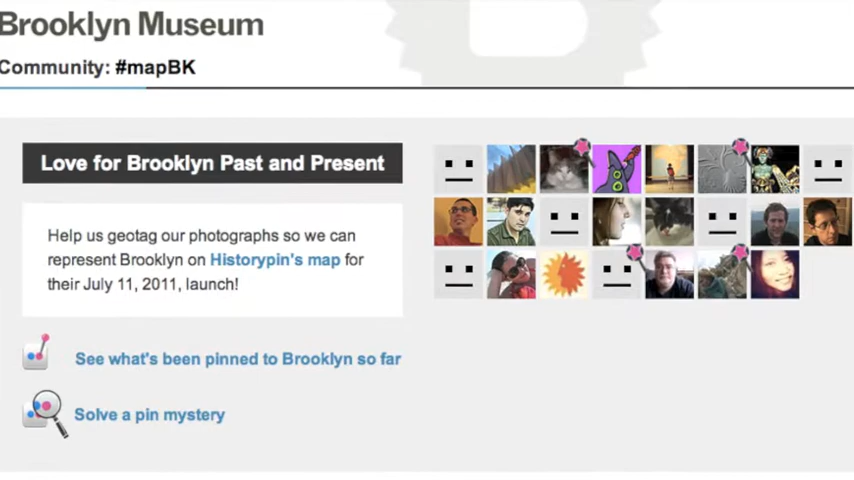 Brooklyn Museum
Community: #mapBK
Love for Brooklyn Past and Present
Help us geotag our photographs so we can
represent Brooklyn on Historypin's map for
their July 11, 2011, launch!
See what's been pinned to Brooklyn so far
Solve a pin mystery